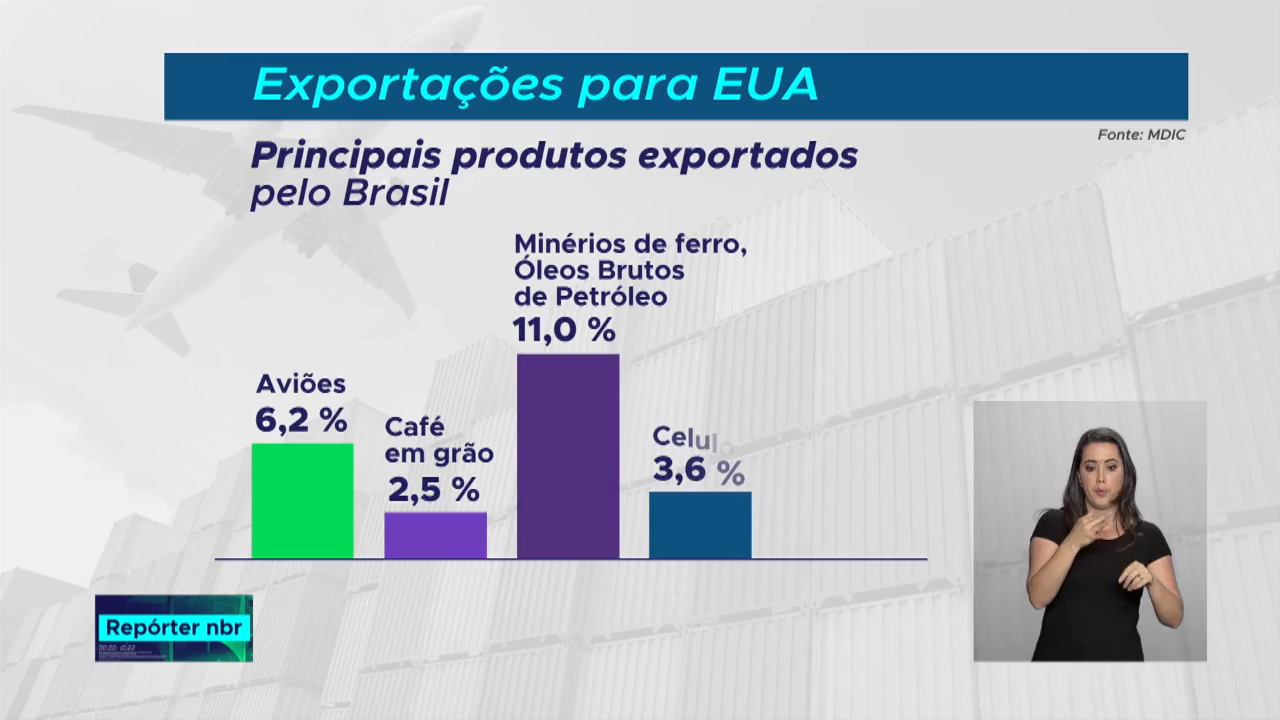 Exportações para EUA
Fonte: MDIC
Principais produtos exportados
pelo Brasil
Aviões
6,2 %
Café
em grão
2,5 %
Minérios de ferro,
Óleos Brutos
de Petróleo
11,0 %
3,6 %
Repórter nbr